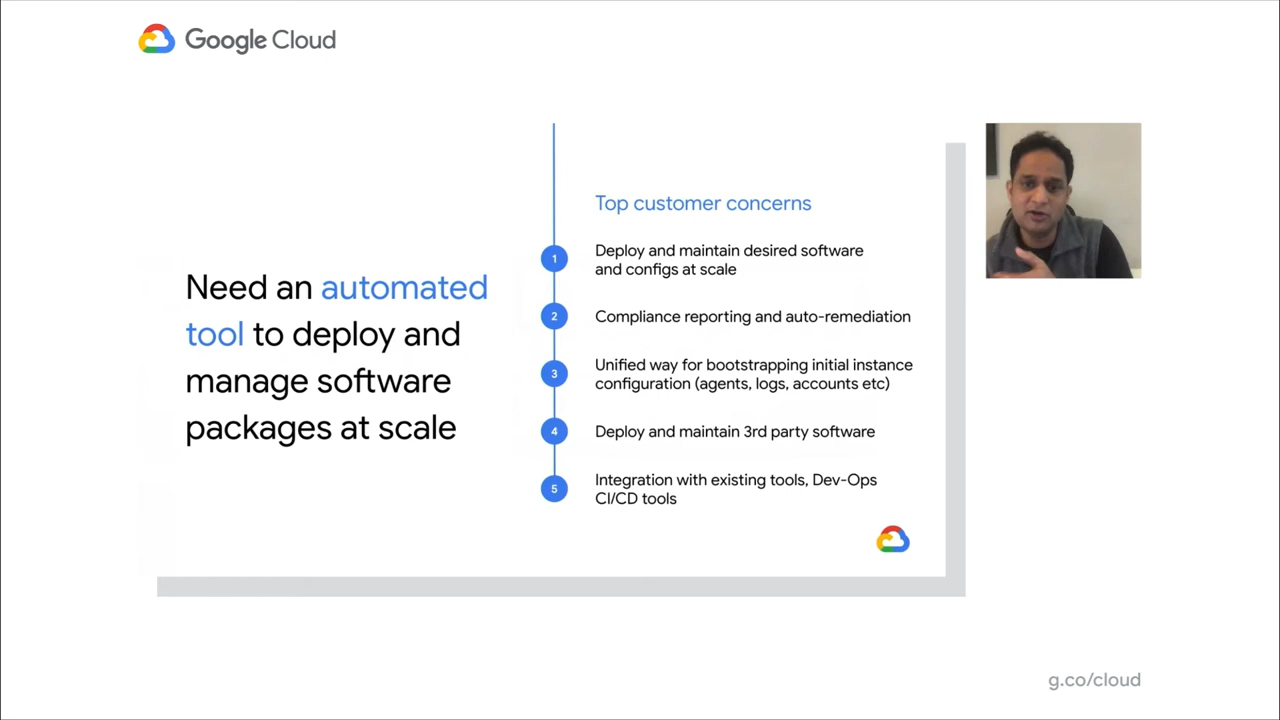 Google Cloud
Need an automated
tool to deploy and
manage software
packages at scale
Top customer concerns
1
Deploy and maintain desired software
and configs at scale
2
Compliance reporting and auto-remediation
3
Unified way for bootstrapping initial instance
configuration (agents, logs, accounts etc)
4
Deploy and maintain 3rd party software
5
Integration with existing tools, Dev-Ops
CI/CD tools
g.co/cloud